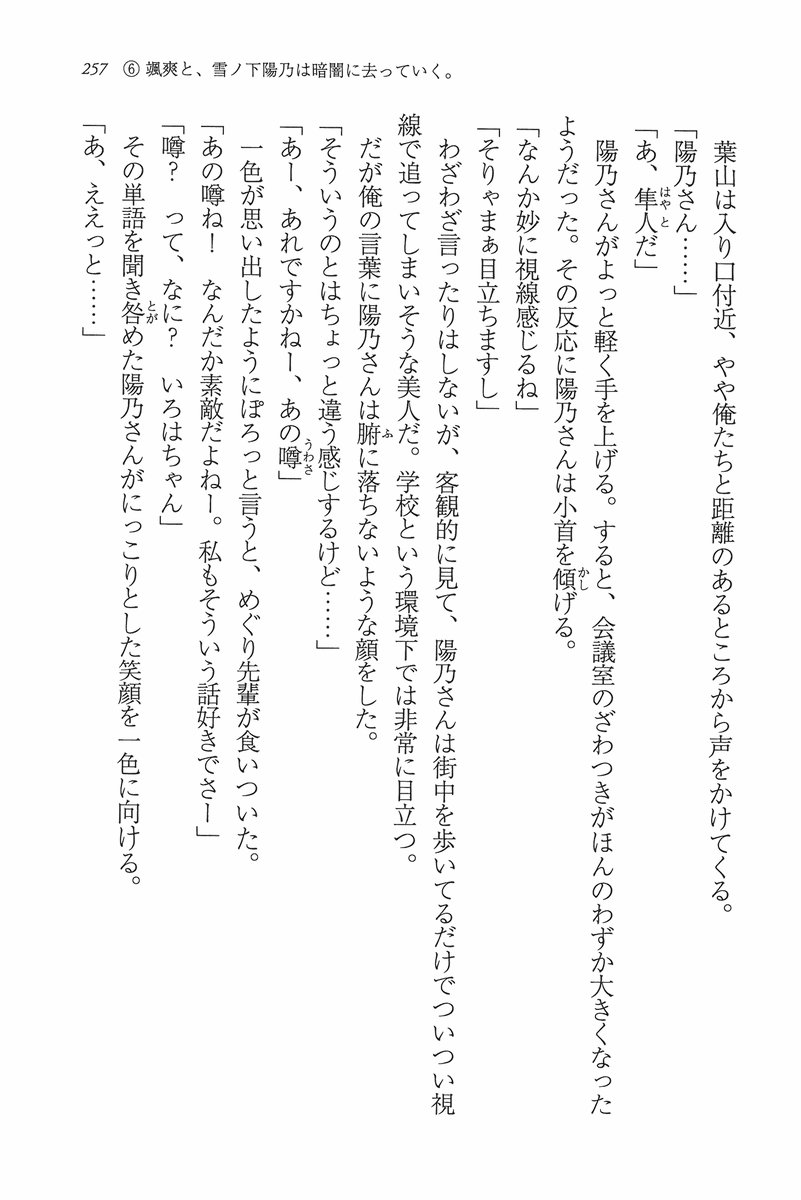 257 ⑥ 颯爽と、雪ノ下陽乃は暗闇に去っていく。
葉山は入り口付近、やや俺たちと距離のあるところから声をかけてくる。
「陽乃さん……」
「あ、隼人だ」
陽乃さんがよっと軽く手を上げる。すると、会議室のざわつきがほんのわずか大きくなった
ようだった。その反応に陽乃さんは小首を傾げる。
「なんか妙に視線感じるね」
「そりゃまぁ目立ちますし」
わざわざ言ったりはしないが、客観的に見て、陽乃さんは街中を歩いてるだけでついつい視
線で追ってしまいそうな美人だ。学校という環境下では非常に目立つ。
だが俺の言葉に陽乃さんは腑に落ちないような顔をした。
「そういうのとはちょっと違う感じするけど……」
「あー、あれですかねー、あの噂」
一色が思い出したようにぽろっと言うと、めぐり先輩が食いついた。
「あの噂ね！　なんだか素敵だよねー。私もそういう話好きでさー」
「噂？　って、なに？　いろはちゃん」
その単語を聞き咎めた陽乃さんがにっこりとした笑顔を一色に向ける。
「あ、ええっと……」